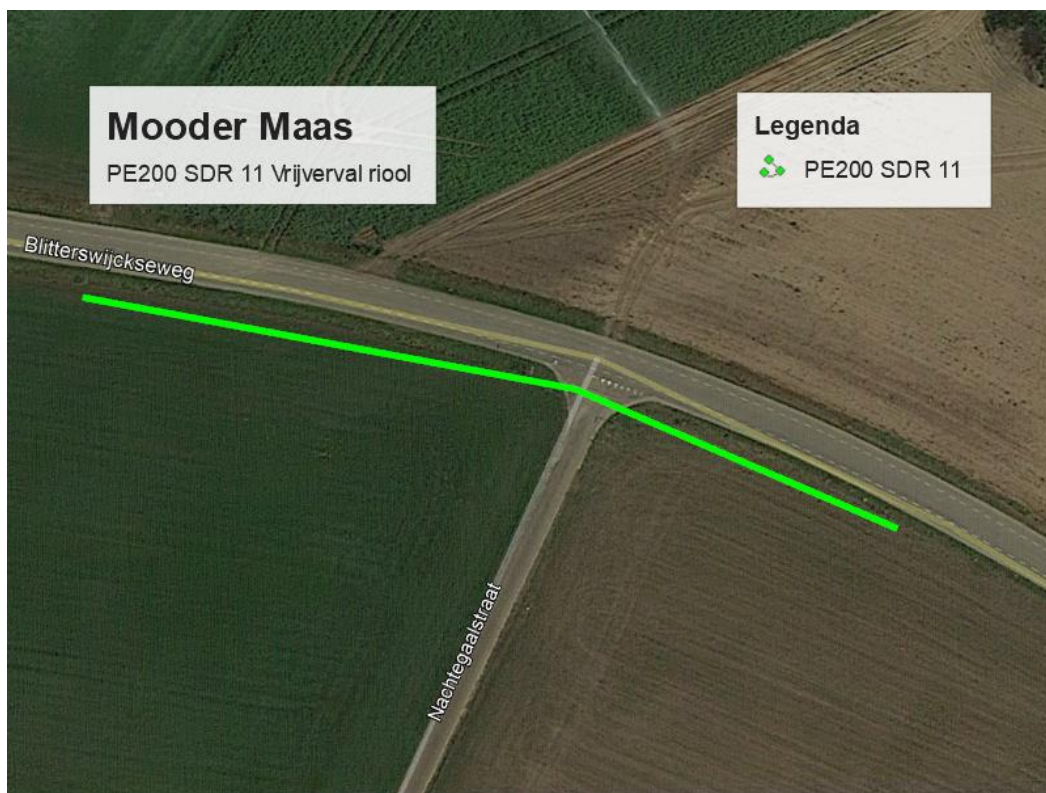 Mooder Maas
PE200 SDR 11 Vrijverval riool
Legenda
PE200 SDR 11
Blitterswijckseweg
Nachtegaalstraat